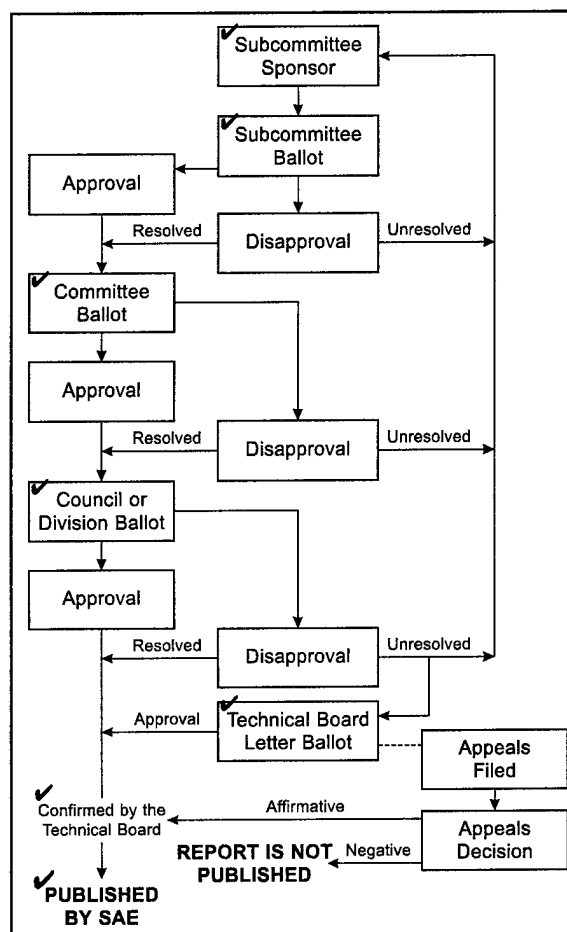 ✓ Subcommittee
Sponsor
✓ Subcommittee
Ballot
Approval
Resolved
Disapproval
Unresolved
✓ Committee
Ballot
Approval
Resolved
Disapproval
Unresolved
✓ Council or
Division Ballot
Approval
Resolved
Disapproval
Unresolved
Approval
✓ Technical Board
Letter Ballot
Appeals
Filed
✓ Confirmed by the
Technical Board
Affirmative
Appeals
Decision
REPORT IS NOT
PUBLISHED
Negative
✓ PUBLISHED
BY SAE